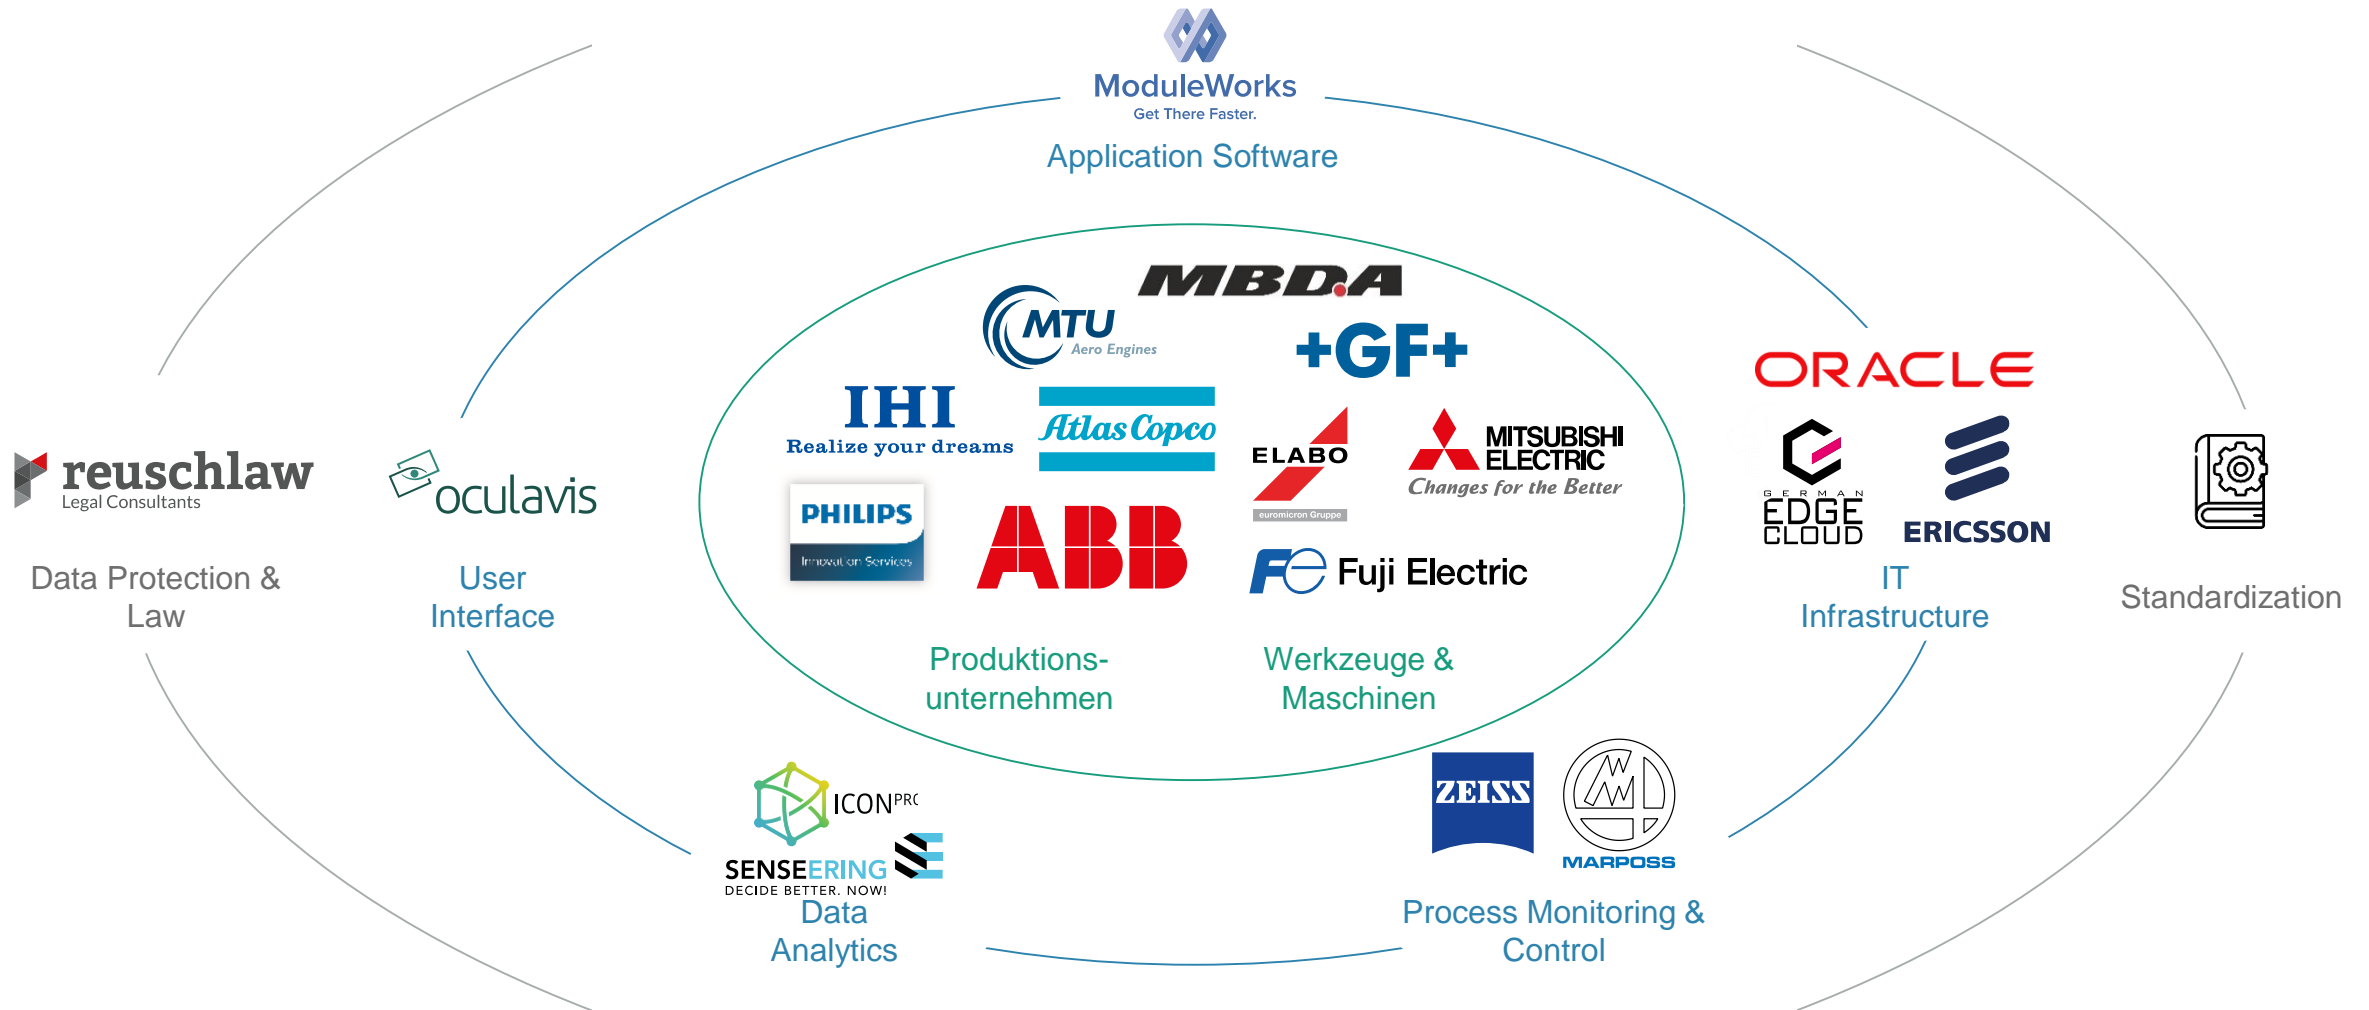 ModuleWorks
Get There Faster.
Application Software
MBDA
MTU
Aero Engines
+GF+
IHI
Realize your dreams
Atlas Copco
ELABO
euromicron Gruppe
MITSUBISHI
ELECTRIC
Changes for the Better
PHILIPS
Innovation Services
ABB
Fe Fuji Electric
Produktions-
unternehmen
Werkzeuge &
Maschinen
reuschlaw
Legal Consultants
Data Protection &
Law
oculavis
User
Interface
ORACLE
GERMAN
EDGE
CLOUD
ERICSSON
IT
Infrastructure
Standardization
ICONPRO
SENSEERING
DECIDE BETTER. NOW!
Data
Analytics
ZEISS
MARPOSS
Process Monitoring &
Control